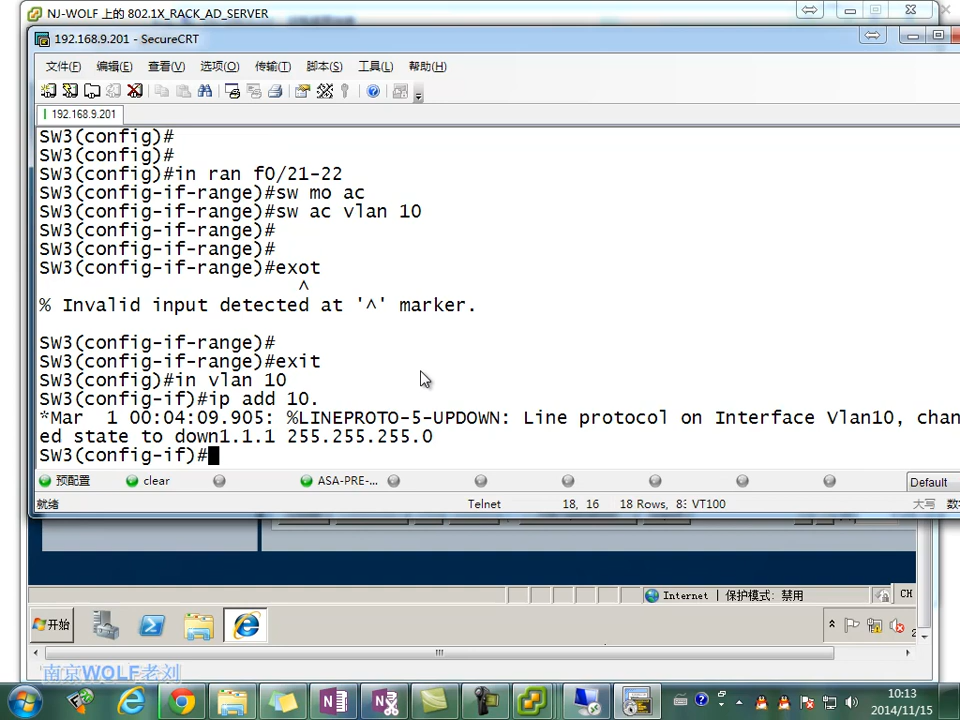 NJ-WOLF 上的 802.1X_RACK_AD_SERVER
192.168.9.201 - SecureCRT
文件(F) 编辑(E) 查看(V) 选项(O) 传输(T) 脚本(S) 工具(L) 帮助(H)
192.168.9.201
SW3(config)#
SW3(config)#
SW3(config)#in ran f0/21-22
SW3(config-if-range)#sw mo ac
SW3(config-if-range)#sw ac vlan 10
SW3(config-if-range)#
SW3(config-if-range)#
SW3(config-if-range)#exot
^
% Invalid input detected at '^' marker.
SW3(config-if-range)#
SW3(config-if-range)#exit
SW3(config)#in vlan 10
SW3(config-if)#ip add 10.
*Mar  1 00:04:09.905: %LINEPROTO-5-UPDOWN: Line protocol on Interface Vlan10, chan
ed state to down1.1.1 255.255.255.0
SW3(config-if)#
预配置 clear ASA-PRE-... Default
就绪 Telnet 18, 16 18 Rows, 83 VT100 大写 数
Internet | 保护模式: 禁用 CH
开始
南京WOLF老刘
10:13
2014/11/15